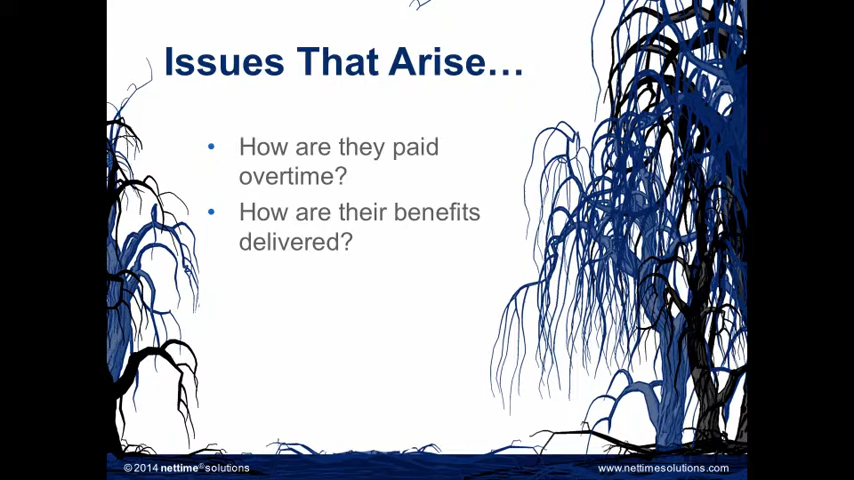 Issues That Arise…
• How are they paid
overtime?
• How are their benefits
delivered?
© 2014 nettime® solutions
www.nettimesolutions.com